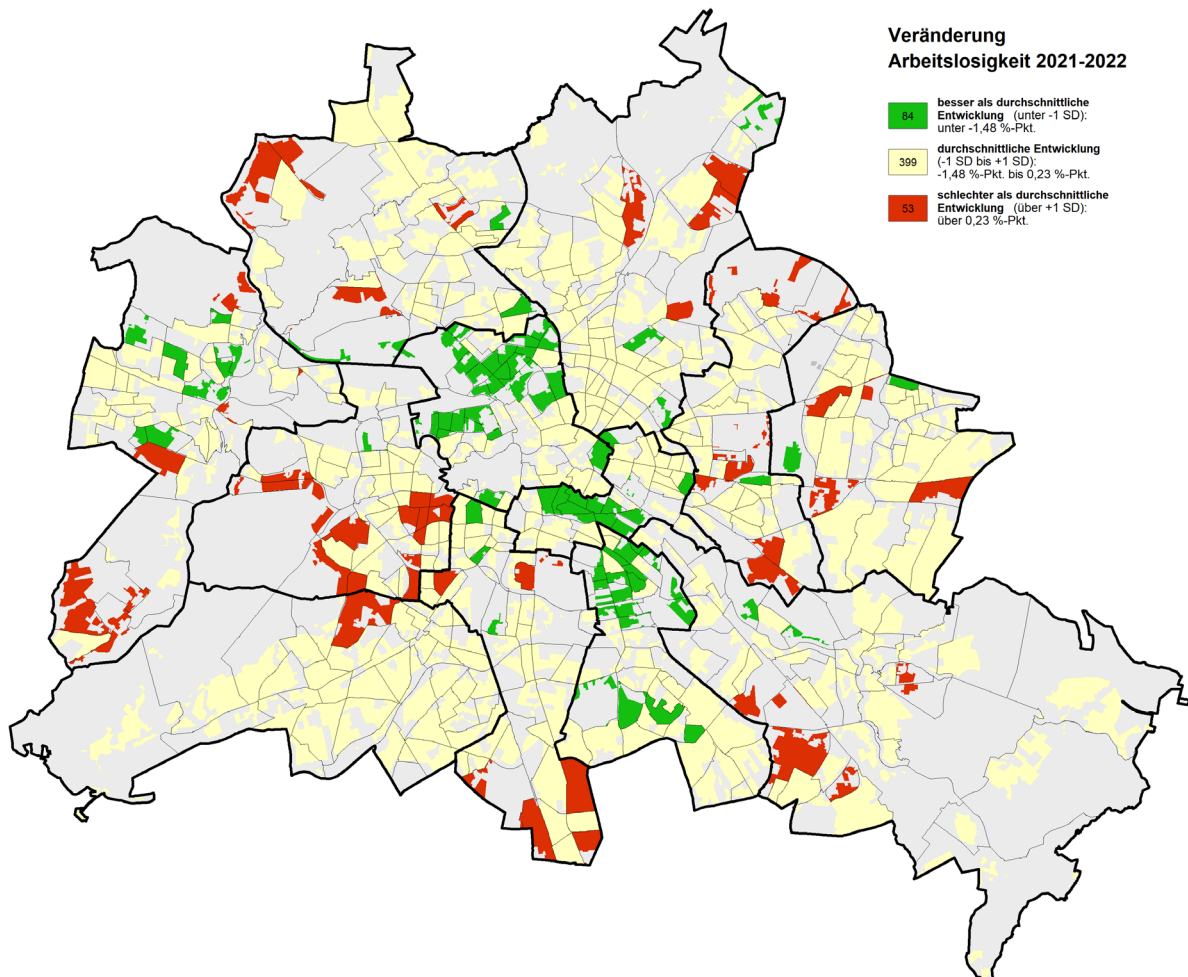 Veränderung
Arbeitslosigkeit 2021-2022
84
besser als durchschnittliche
Entwicklung (unter -1 SD):
unter -1,48 %-Pkt.
399
durchschnittliche Entwicklung
(-1 SD bis +1 SD):
-1,48 %-Pkt. bis 0,23 %-Pkt.
53
schlechter als durchschnittliche
Entwicklung (über +1 SD):
über 0,23 %-Pkt.